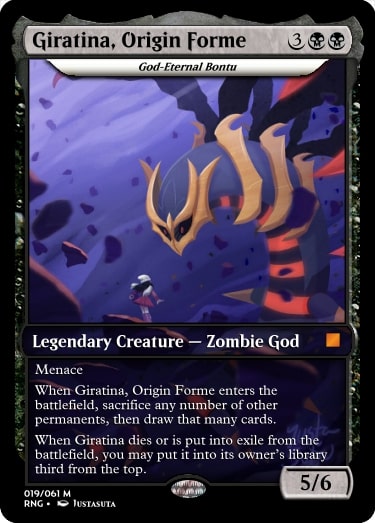 Giratina, Origin Forme 3
God-Eternal Bontu
Legendary Creature — Zombie God
Menace
When Giratina, Origin Forme enters the
battlefield, sacrifice any number of other
permanents, then draw that many cards.
When Giratina dies or is put into exile from the
battlefield, you may put it into its owner's library
third from the top.
5/6
019/061 M
RNG • Justasuta